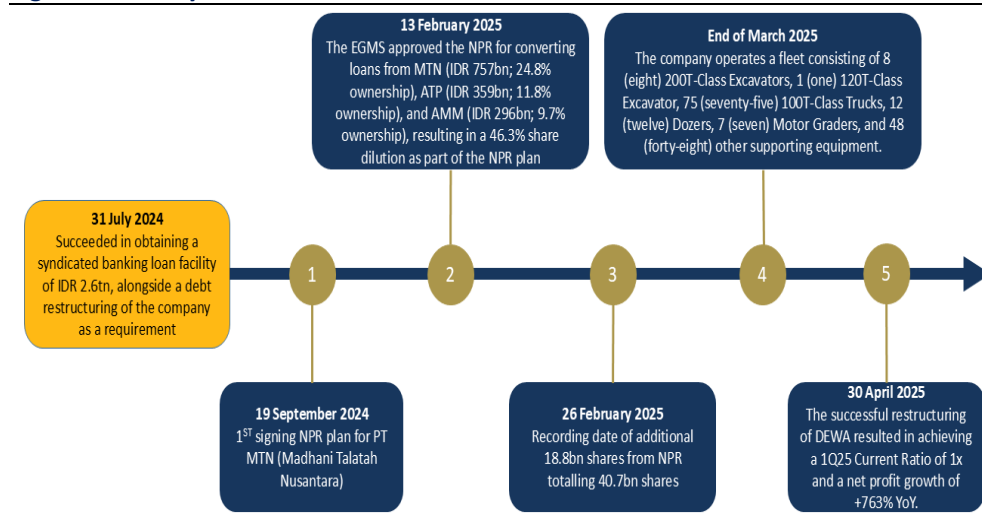 13 February 2025
The EGMS approved the NPR for converting
loans from MTN (IDR 757bn; 24.8%
ownership), ATP (IDR 359bn; 11.8%
ownership), and AMM (IDR 296bn; 9.7%
ownership), resulting in a 46.3% share
dilution as part of the NPR plan
End of March 2025
The company operates a fleet consisting of 8
(eight) 200T-Class Excavators, 1 (one) 120T-Class
Excavator, 75 (seventy-five) 100T-Class Trucks, 12
(twelve) Dozers, 7 (seven) Motor Graders, and 48
(forty-eight) other supporting equipment.
31 July 2024
Succeeded in obtaining a
syndicated banking loan facility
of IDR 2.6tn, alongside a debt
restructuring of the company
as a requirement
1
2
3
4
5
19 September 2024
1ST signing NPR plan for PT
MTN (Madhani Talatah
Nusantara)
26 February 2025
Recording date of additional
18.8bn shares from NPR
totalling 40.7bn shares
30 April 2025
The successful restructuring
of DEWA resulted in achieving
a 1Q25 Current Ratio of 1x
and a net profit growth of
+763% YoY.